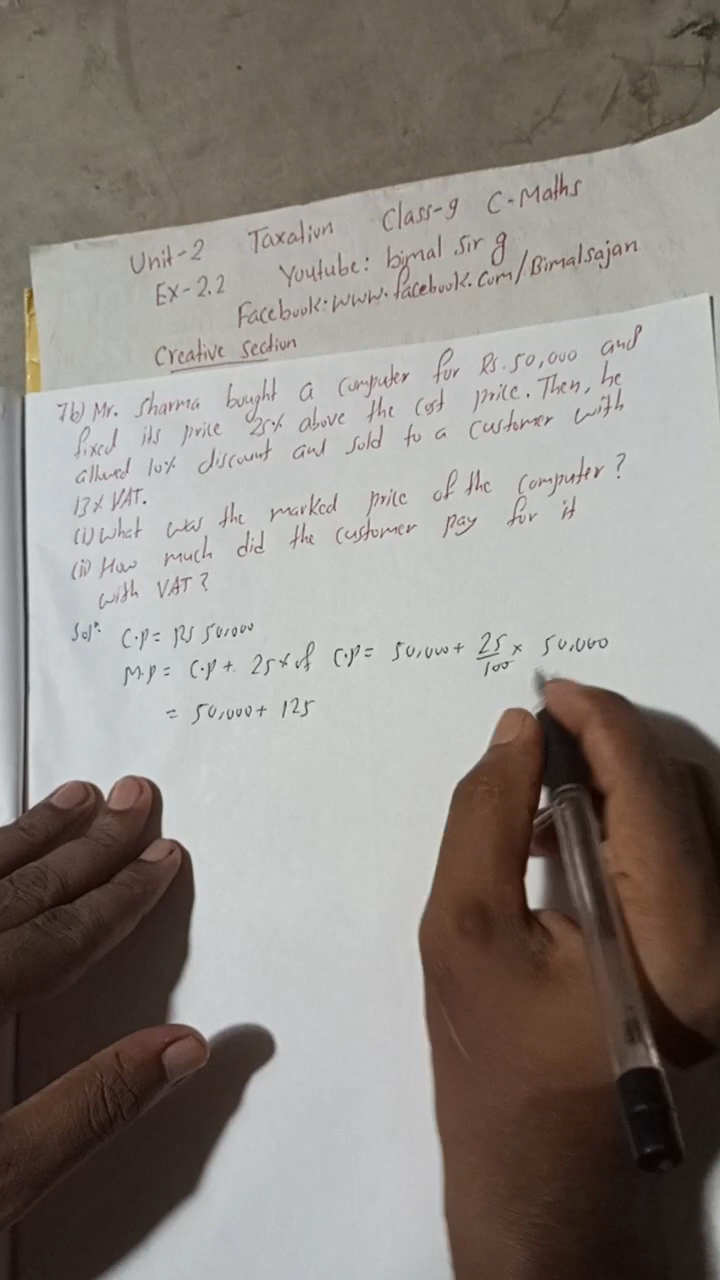 Unit-2 Taxation Class-9 C-Maths
Ex-2.2 Youtube: bimal sir g
Facebook: www.facebook.com/Bimalsajan
Creative section
7b) Mr. Sharma bought a computer for Rs. 50,000 and
fixed its price 25% above the cost price. Then, he
allowed 10% discount and sold to a customer with
13% VAT.
(i) What was the marked price of the computer?
(ii) How much did the customer pay for it
with VAT?
Solⁿ: C.P = RS 50,000
M.P = C.P + 25% of C.P = 50,000 + 25/100 × 50,000
= 50,000 + 125